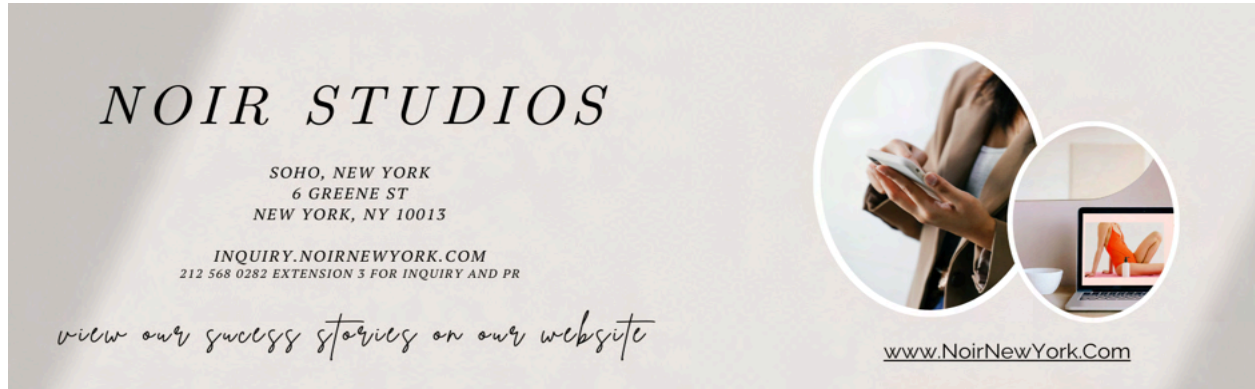 NOIR STUDIOS
SOHO, NEW YORK
6 GREENE ST
NEW YORK, NY 10013
INQUIRY.NOIRNEWYORK.COM
212 568 0282 EXTENSION 3 FOR INQUIRY AND PR
view our sucess stories on our website
www.NoirNewYork.Com